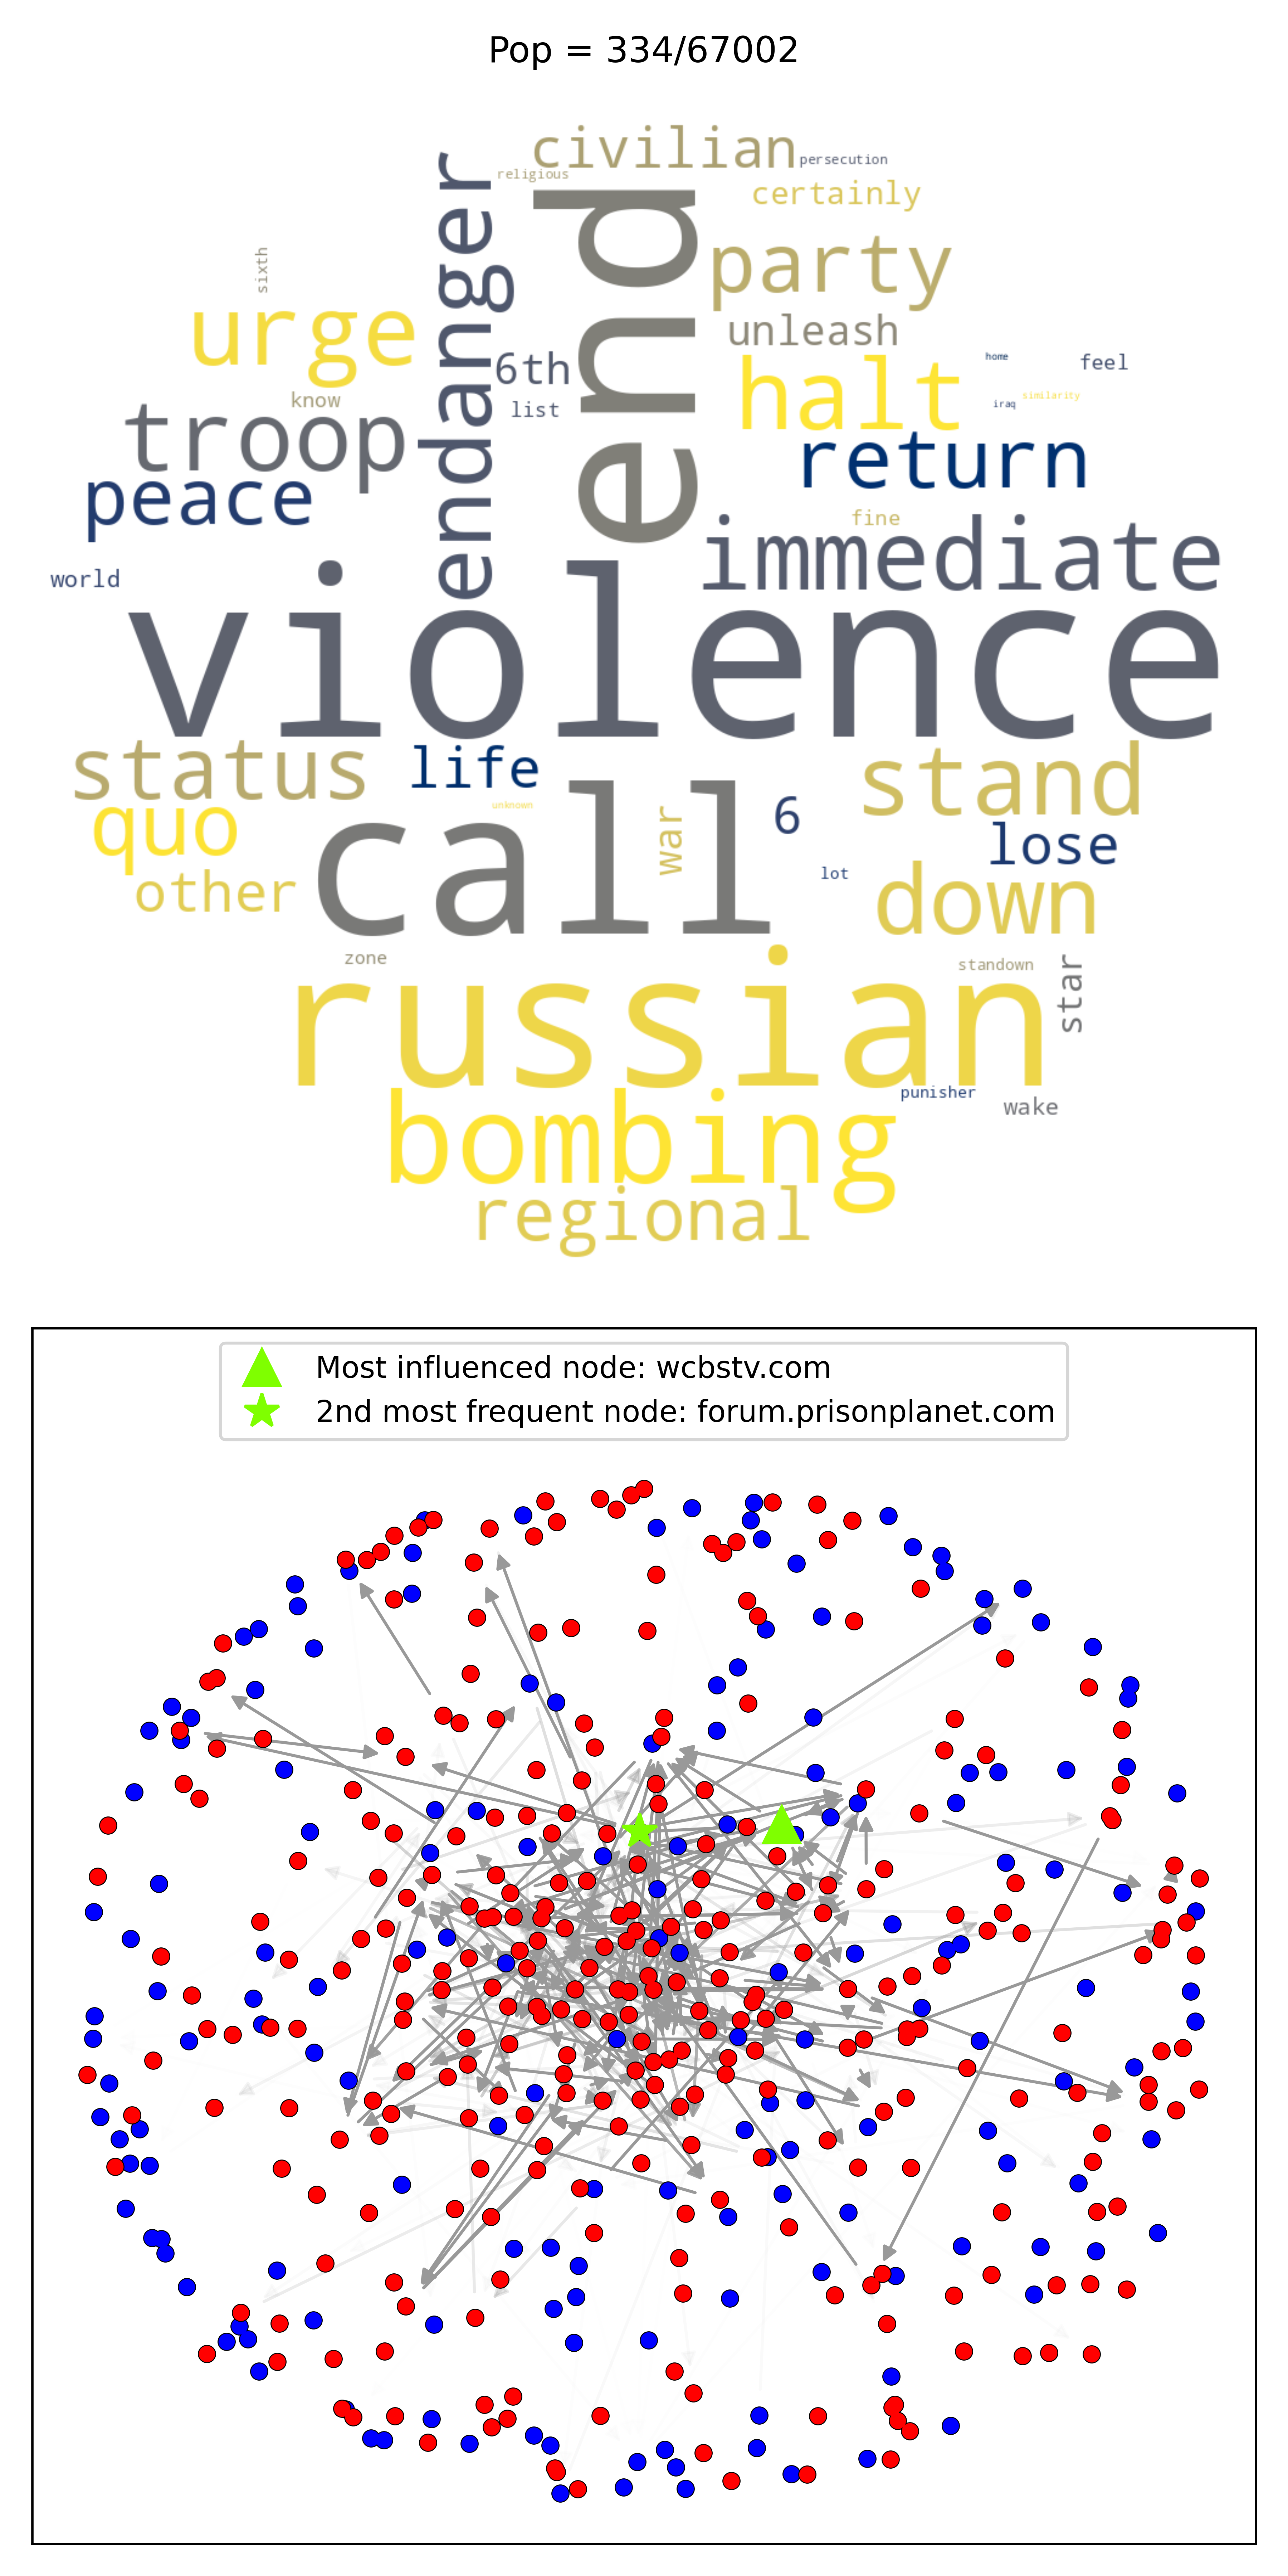 Pop = 334/67002
civilian
persecution
religious
certainly
endanger
end
party
sixth
urge
unleash
6th
halt
home
feel
know
list
iraq
similarity
troop
return
peace
fine
immediate
world
violence
status
life
stand
quo
unknown
call
war
6
lose
other
lot
down
zone
russian
standown
star
bombing
punisher
wake
regional
Most influenced node: wcbstv.com
2nd most frequent node: forum.prisonplanet.com